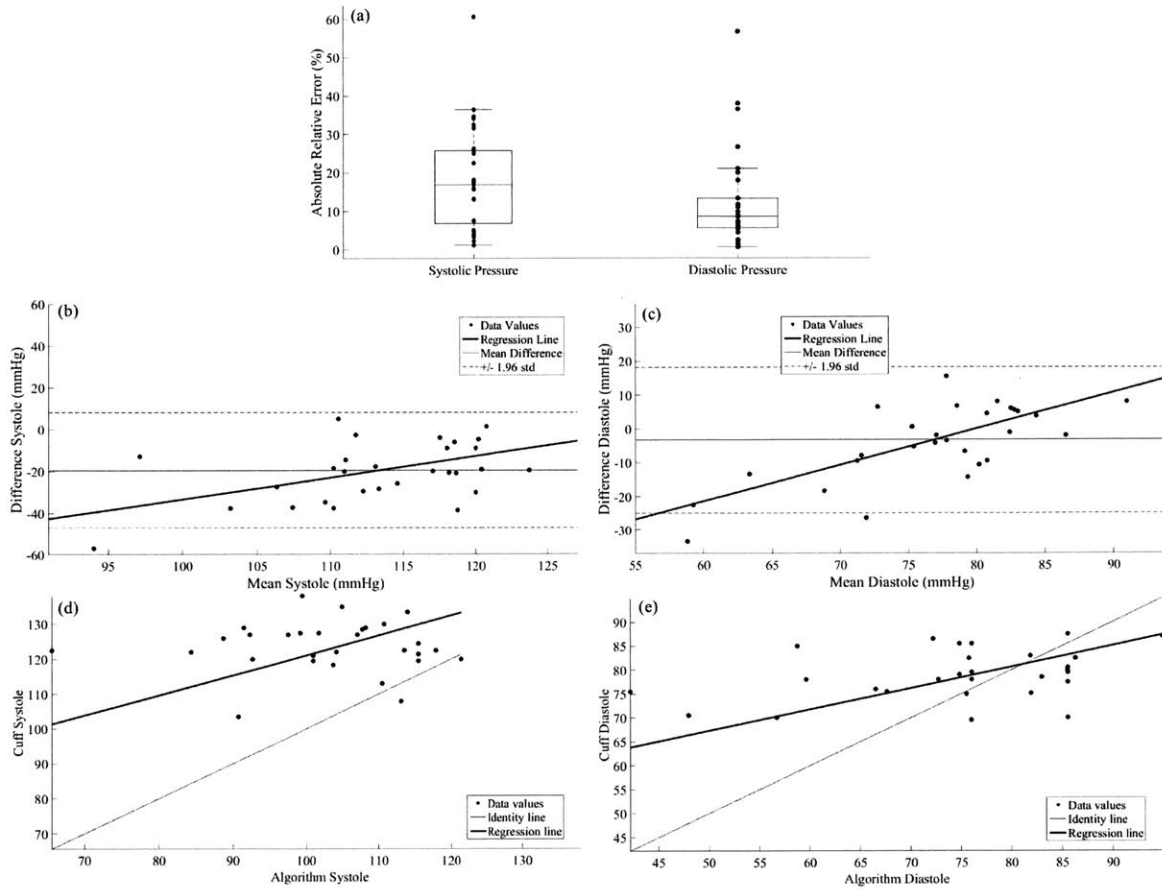 (a)
Absolute Relative Error (%)
60
50
40
30
20
10
0
Systolic Pressure
Diastolic Pressure
(b)
Difference Systole (mmHg)
60
40
20
0
-20
-40
-60
95
100
105
110
115
120
125
Mean Systole (mmHg)
Data Values
Regression Line
Mean Difference
+/- 1.96 std
(c)
Difference Diastole (mmHg)
30
20
10
0
-10
-20
-30
55
60
65
70
75
80
85
90
Mean Diastole (mmHg)
Data Values
Regression Line
Mean Difference
+/- 1.96 std
(d)
Cuff Systole
130
120
110
100
90
80
70
70
80
90
100
110
120
130
Algorithm Systole
Data values
Identity line
Regression line
(e)
Cuff Diastole
90
85
80
75
70
65
60
55
50
45
45
50
55
60
65
70
75
80
85
90
Algorithm Diastole
Data values
Identity line
Regression line